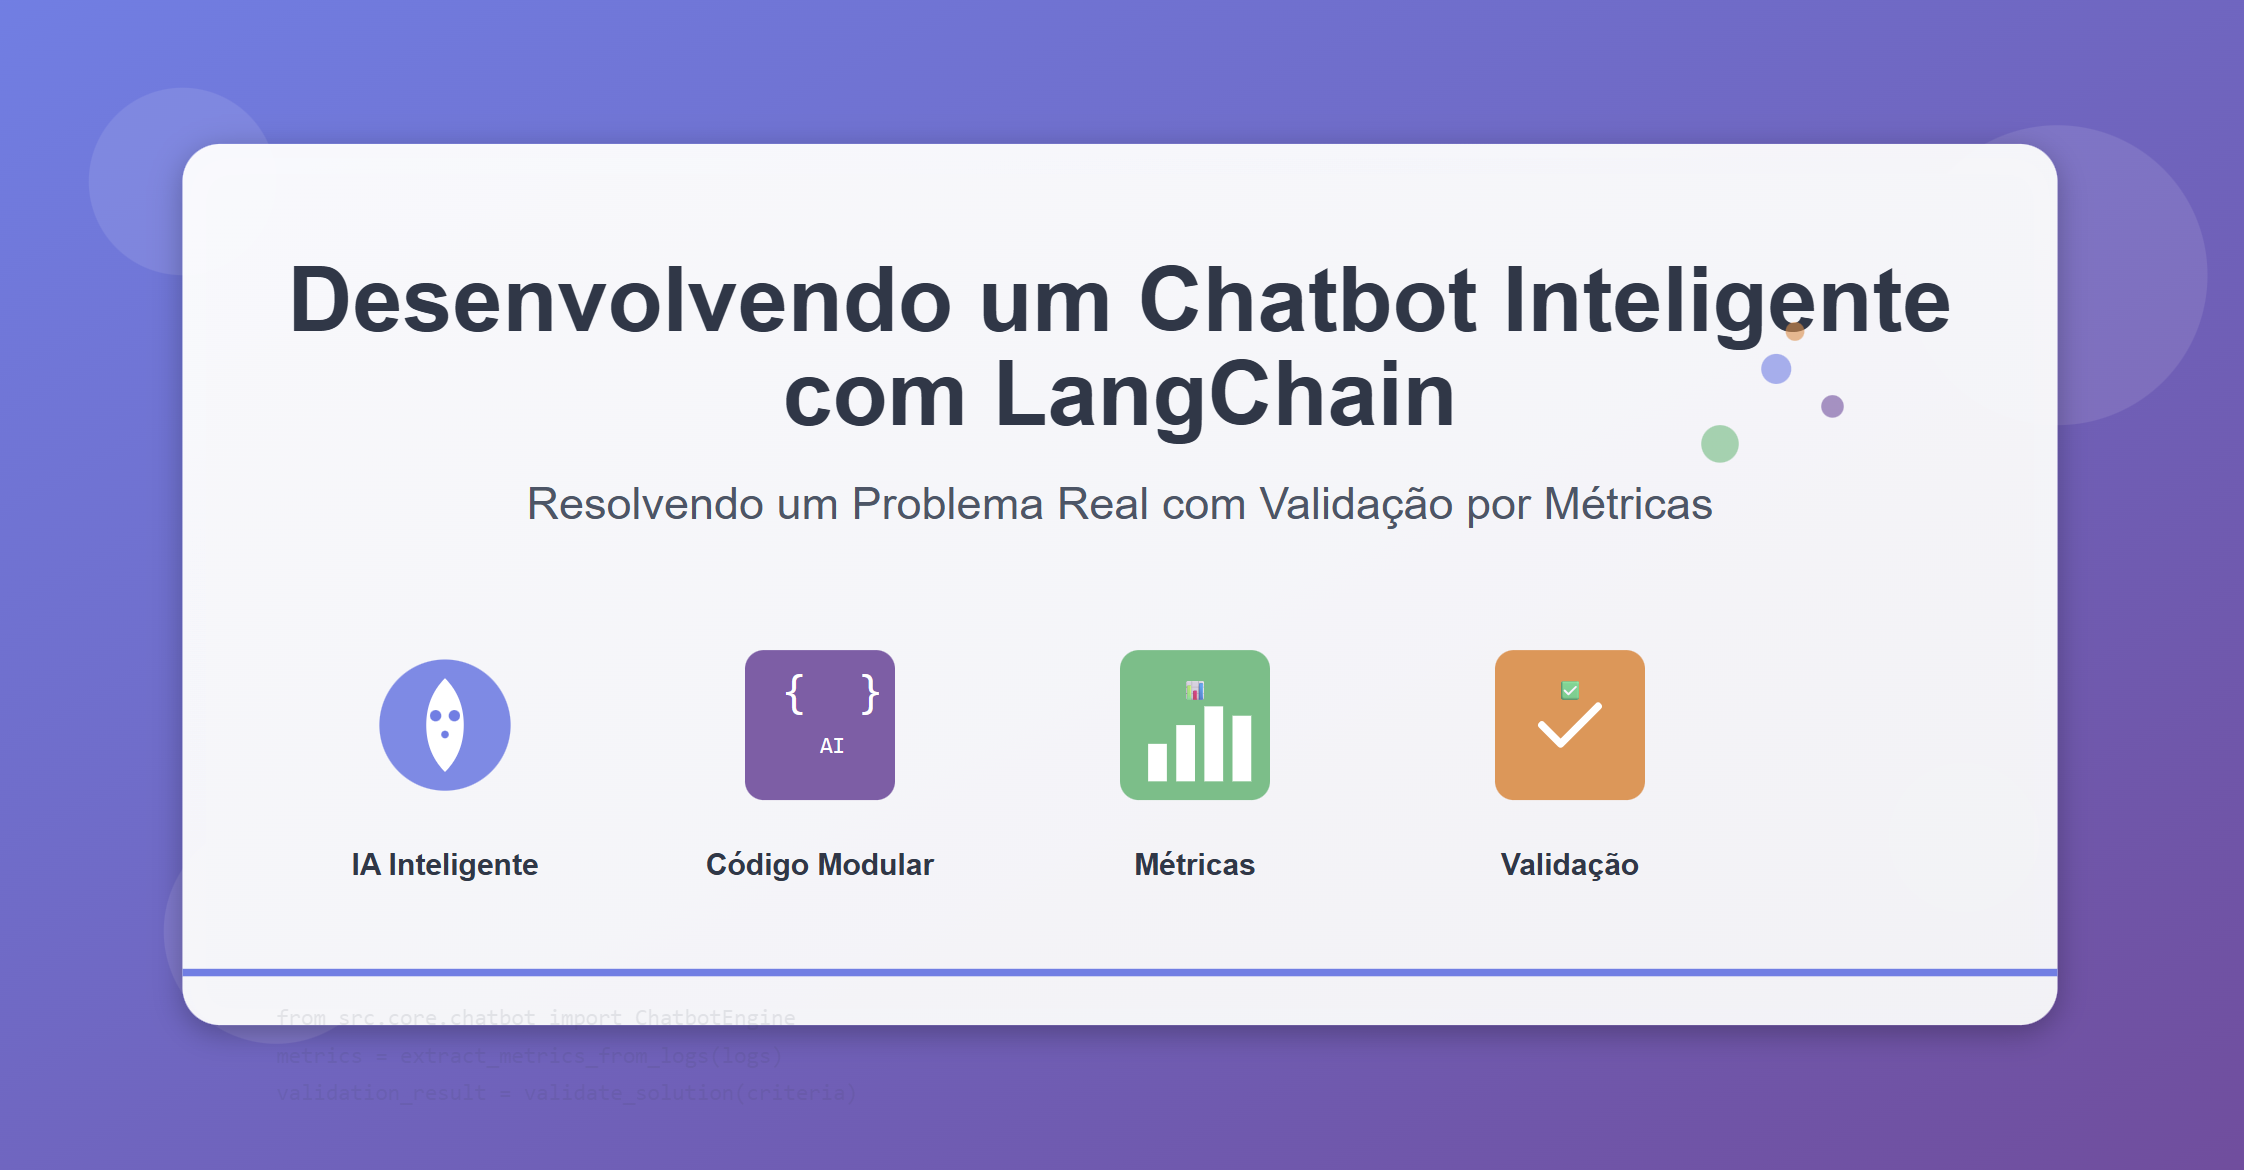 Desenvolvendo um Chatbot Inteligente
com LangChain
Resolvendo um Problema Real com Validação por Métricas
{ }
AI
IA Inteligente
Código Modular
Métricas
Validação
from src.core.chatbot import ChatbotEngine
metrics = extract_metrics_from_logs(logs)
validation_result = validate_solution(criteria)